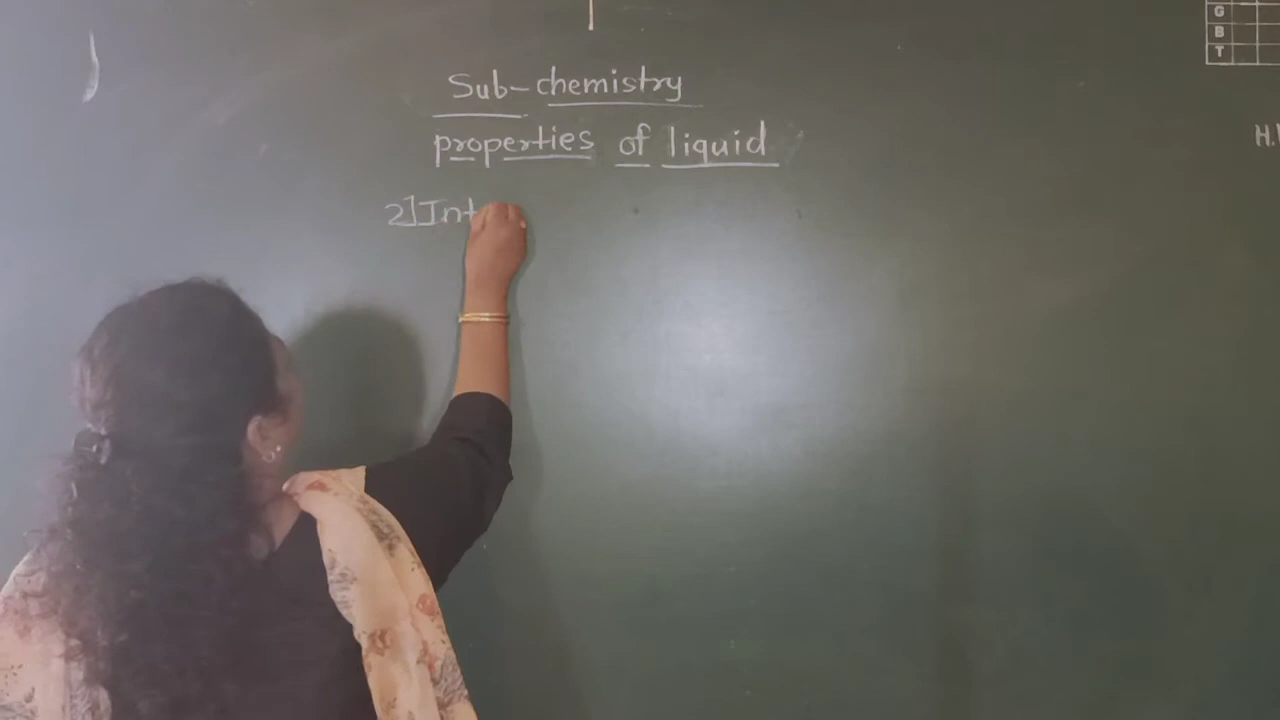 G
B
T
Sub-chemistry
H.
properties of liquid
2] Int